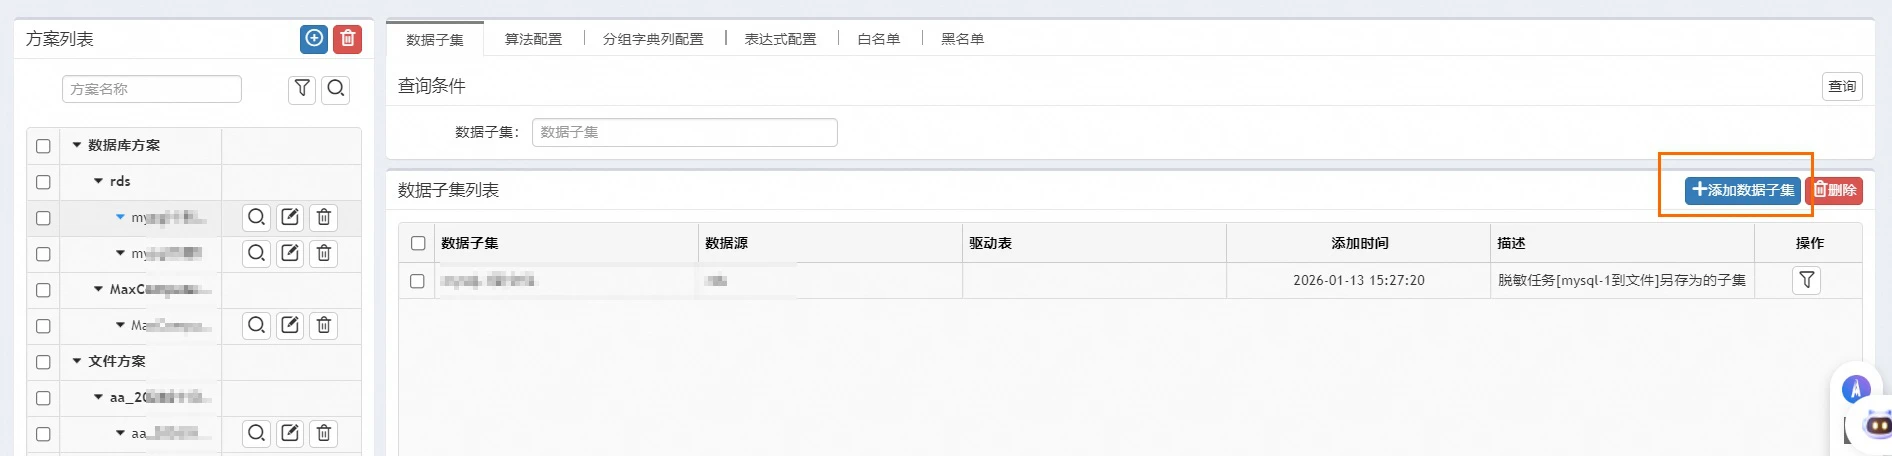 方案列表
方案名称
数据库方案
rds
文件方案
数据子集
算法配置
分组字典列配置
表达式配置
白名单
黑名单
查询条件
查询
数据子集：
数据子集
数据子集列表
添加数据子集
删除
数据子集 数据源 驱动表 添加时间 描述 操作
2026-01-13 15:27:20 脱敏任务[mysql-1到文件]另存为的子集